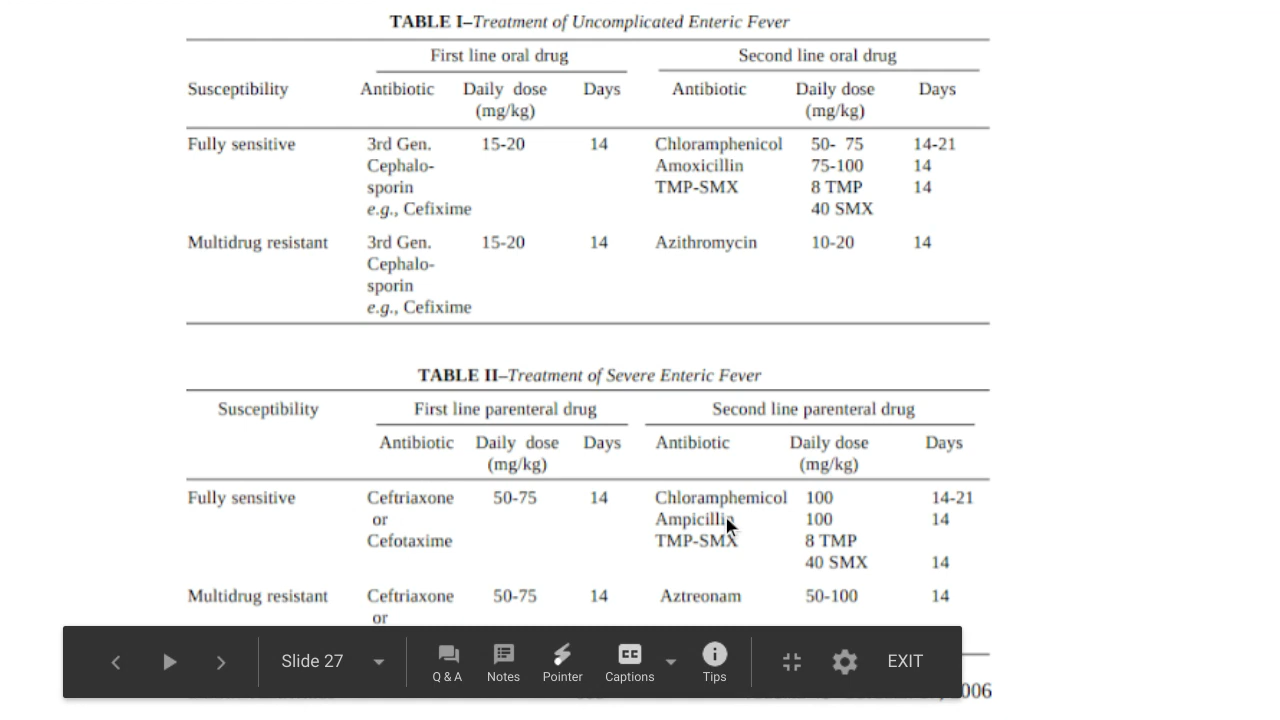 TABLE I–Treatment of Uncomplicated Enteric Fever
First line oral drug Second line oral drug
Susceptibility Antibiotic Daily dose Days Antibiotic Daily dose Days
(mg/kg) (mg/kg)
Fully sensitive 3rd Gen. 15-20 14 Chloramphenicol 50- 75 14-21
Cephalo- Amoxicillin 75-100 14
sporin TMP-SMX 8 TMP 14
e.g., Cefixime 40 SMX
Multidrug resistant 3rd Gen. 15-20 14 Azithromycin 10-20 14
Cephalo-
sporin
e.g., Cefixime
TABLE II–Treatment of Severe Enteric Fever
Susceptibility First line parenteral drug Second line parenteral drug
Antibiotic Daily dose Days Antibiotic Daily dose Days
(mg/kg) (mg/kg)
Fully sensitive Ceftriaxone 50-75 14 Chloramphemicol 100 14-21
or Ampicillin 100 14
Cefotaxime TMP-SMX 8 TMP
40 SMX 14
Multidrug resistant Ceftriaxone 50-75 14 Aztreonam 50-100 14
or
Slide 27 Q & A Notes Pointer CC Captions Tips EXIT
006